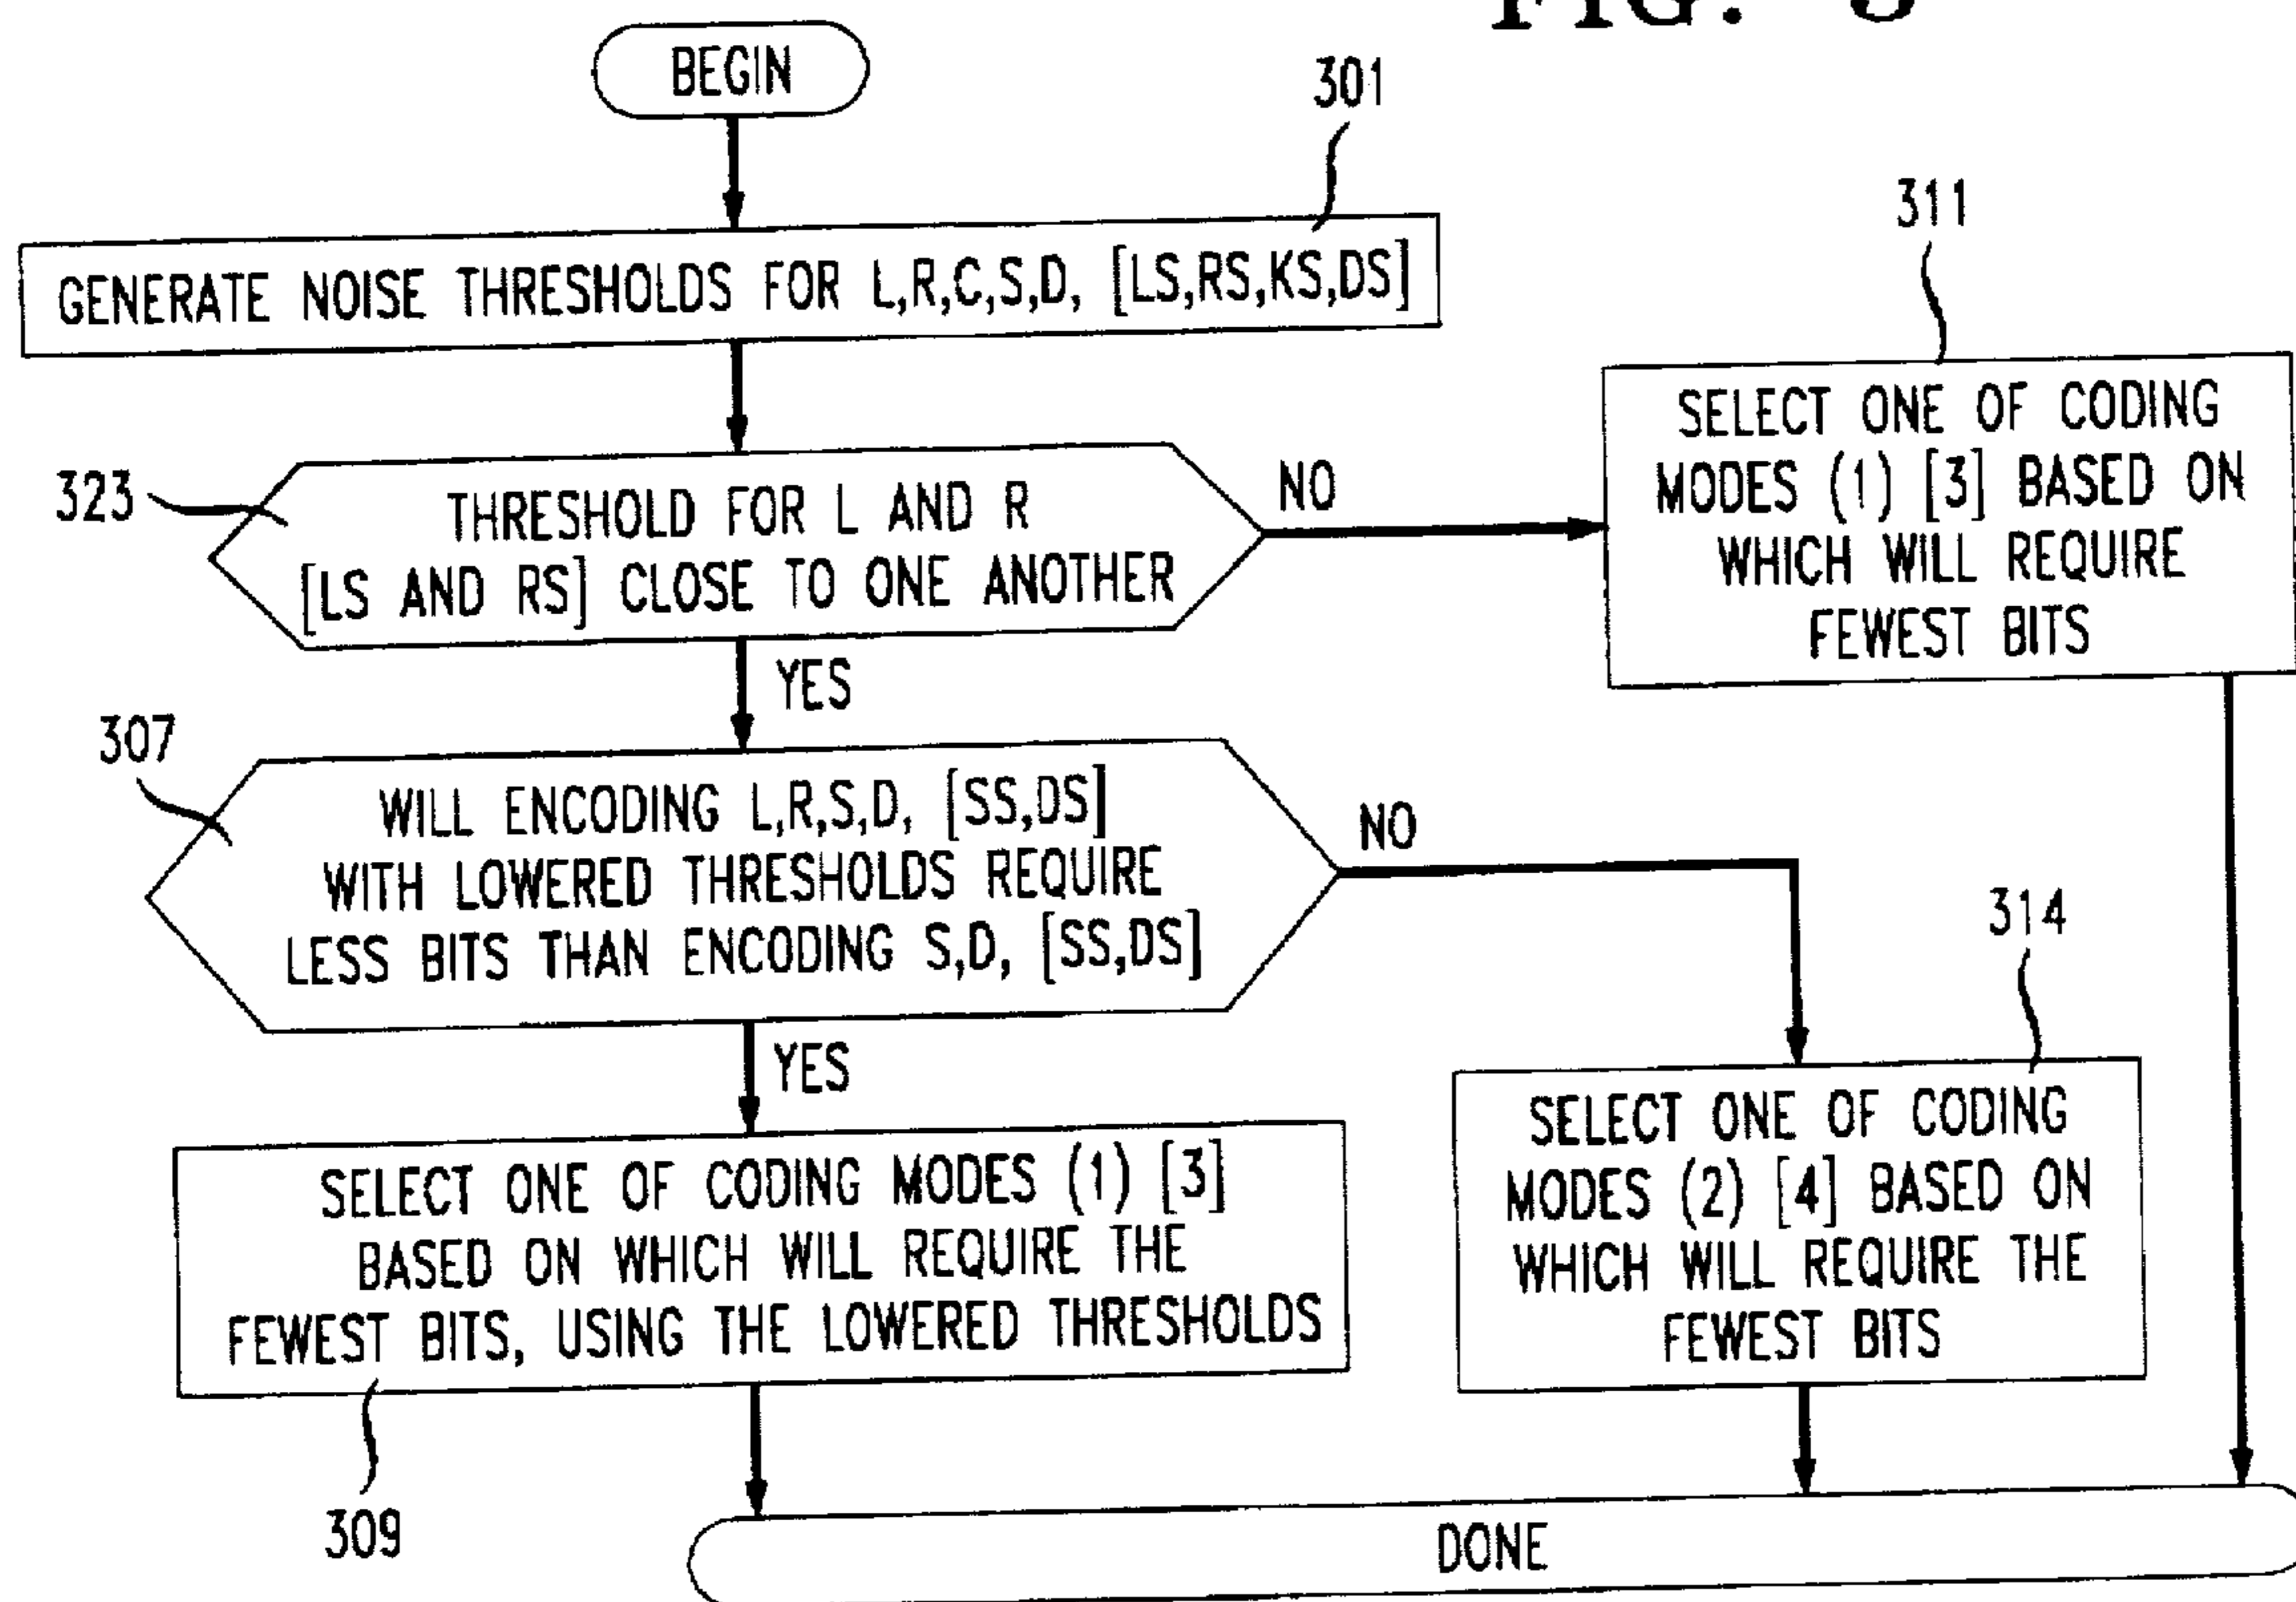 FIG. 3
BEGIN
301
GENERATE NOISE THRESHOLDS FOR L,R,C,S,D, [LS,RS,KS,DS]
311
SELECT ONE OF CODING
MODES (1) [3] BASED ON
WHICH WILL REQUIRE
FEWEST BITS
323
THRESHOLD FOR L AND R
[LS AND RS] CLOSE TO ONE ANOTHER
NO
YES
307
WILL ENCODING L,R,S,D, [SS,DS]
WITH LOWERED THRESHOLDS REQUIRE
LESS BITS THAN ENCODING S,D, [SS,DS]
NO
YES
314
SELECT ONE OF CODING
MODES (2) [4] BASED ON
WHICH WILL REQUIRE THE
FEWEST BITS
SELECT ONE OF CODING MODES (1) [3]
BASED ON WHICH WILL REQUIRE THE
FEWEST BITS, USING THE LOWERED THRESHOLDS
309
DONE